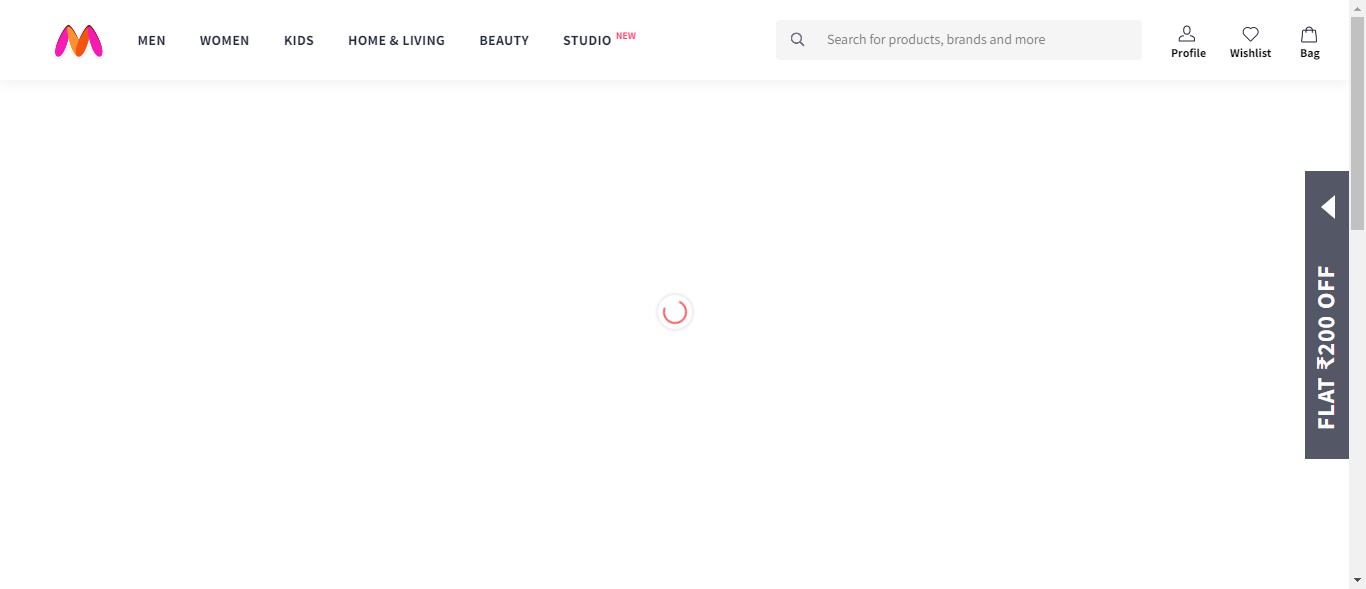 MEN WOMEN KIDS HOME & LIVING BEAUTY STUDIO NEW
Search for products, brands and more
Profile Wishlist Bag
FLAT ₹200 OFF